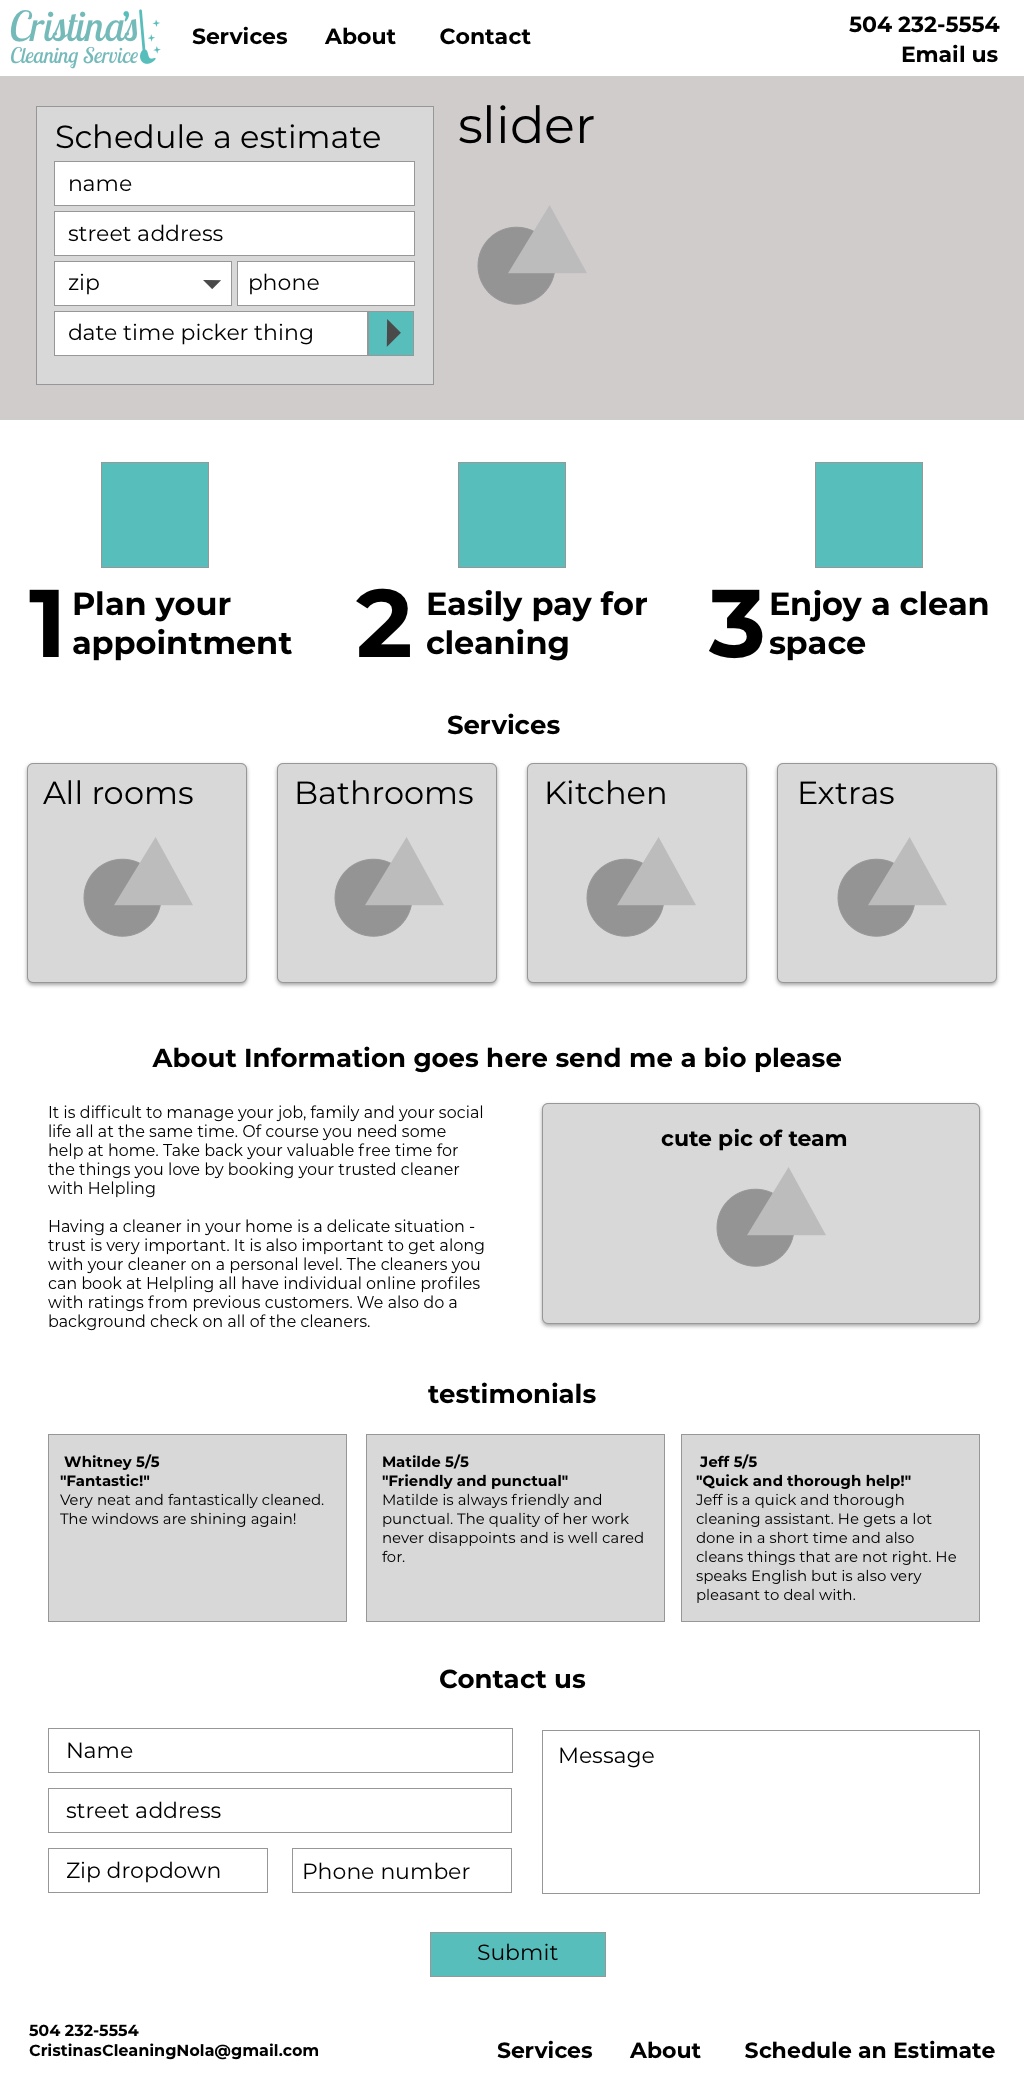 Cristina's
Cleaning Service
Services About Contact
504 232-5554
Email us
Schedule a estimate
name
street address
zip
phone
date time picker thing
slider
1 Plan your
appointment
2 Easily pay for
cleaning
3 Enjoy a clean
space
Services
All rooms
Bathrooms
Kitchen
Extras
About Information goes here send me a bio please
It is difficult to manage your job, family and your social
life all at the same time. Of course you need some
help at home. Take back your valuable free time for
the things you love by booking your trusted cleaner
with Helpling
Having a cleaner in your home is a delicate situation -
trust is very important. It is also important to get along
with your cleaner on a personal level. The cleaners you
can book at Helpling all have individual online profiles
with ratings from previous customers. We also do a
background check on all of the cleaners.
cute pic of team
testimonials
Whitney 5/5
"Fantastic!"
Very neat and fantastically cleaned.
The windows are shining again!
Matilde 5/5
"Friendly and punctual"
Matilde is always friendly and
punctual. The quality of her work
never disappoints and is well cared
for.
Jeff 5/5
"Quick and thorough help!"
Jeff is a quick and thorough
cleaning assistant. He gets a lot
done in a short time and also
cleans things that are not right. He
speaks English but is also very
pleasant to deal with.
Contact us
Name
street address
Zip dropdown
Phone number
Message
Submit
504 232-5554
CristinasCleaningNola@gmail.com
Services About Schedule an Estimate